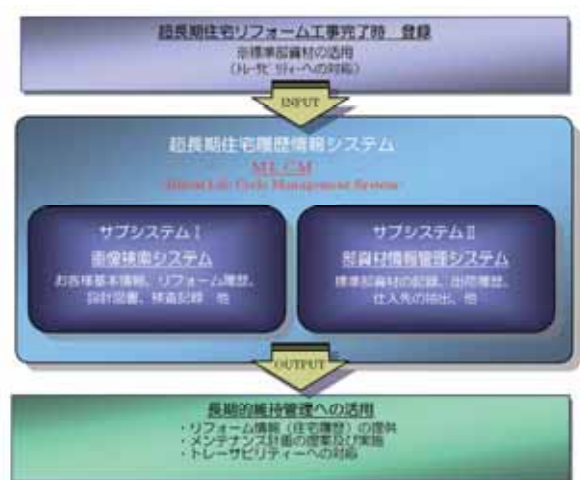 超長期住宅リフォーム工事完了時 登録
※標準部資材の活用
(トレーサビリティーへの対応)
INPUT
超長期住宅履歴情報システム
MLCM
Life Cycle Management System
サブシステムⅠ
画像検索システム
お客様基本情報、リフォーム履歴、
設計図書、検査記録 他
サブシステムⅡ
部資材情報管理システム
標準部資材の記録、出荷履歴、
仕入先の抽出、他
OUTPUT
長期的維持管理への活用
・リフォーム情報(住宅履歴)の提供
・メンテナンス計画の提案及び実施
・トレーサビリティーへの対応